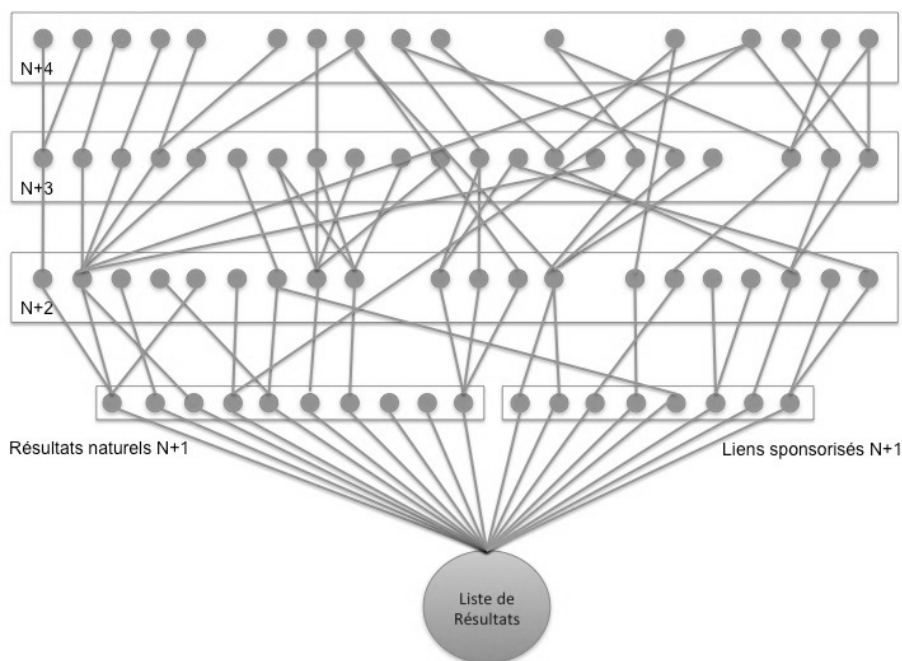 N+4
N+3
N+2
Résultats naturels N+1
Liens sponsorisés N+1
Liste de
Résultats